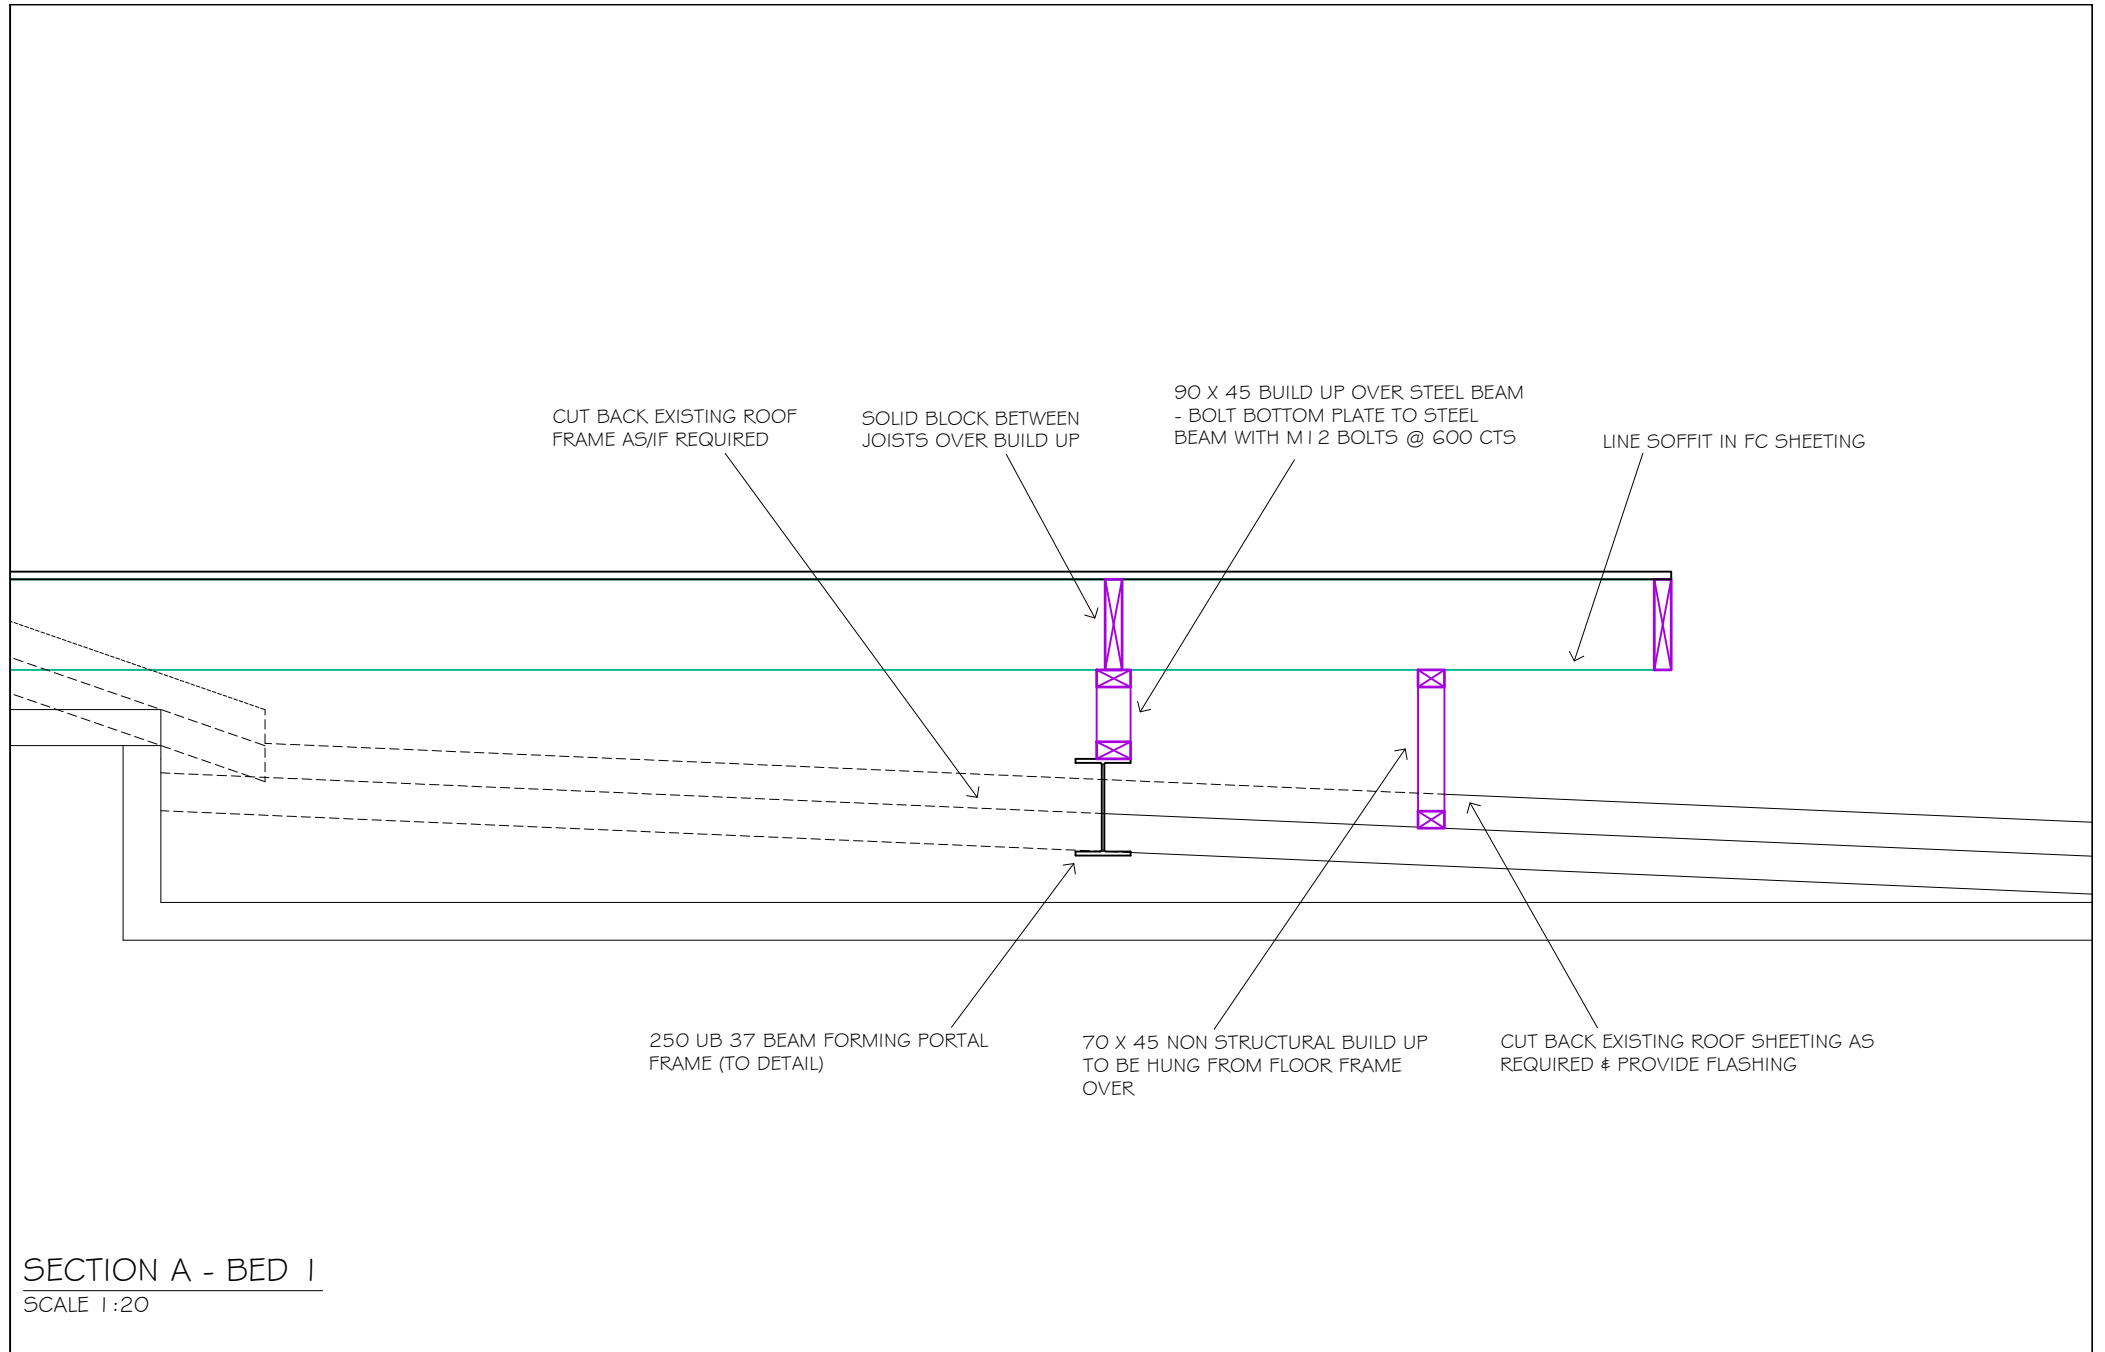 CUT BACK EXISTING ROOF
FRAME AS/IF REQUIRED
SOLID BLOCK BETWEEN
JOISTS OVER BUILD UP
90 X 45 BUILD UP OVER STEEL BEAM
- BOLT BOTTOM PLATE TO STEEL
BEAM WITH M12 BOLTS @ 600 CTS
LINE SOFFIT IN FC SHEETING
250 UB 37 BEAM FORMING PORTAL
FRAME (TO DETAIL)
70 X 45 NON STRUCTURAL BUILD UP
TO BE HUNG FROM FLOOR FRAME
OVER
CUT BACK EXISTING ROOF SHEETING AS
REQUIRED & PROVIDE FLASHING
SECTION A - BED 1
SCALE 1:20